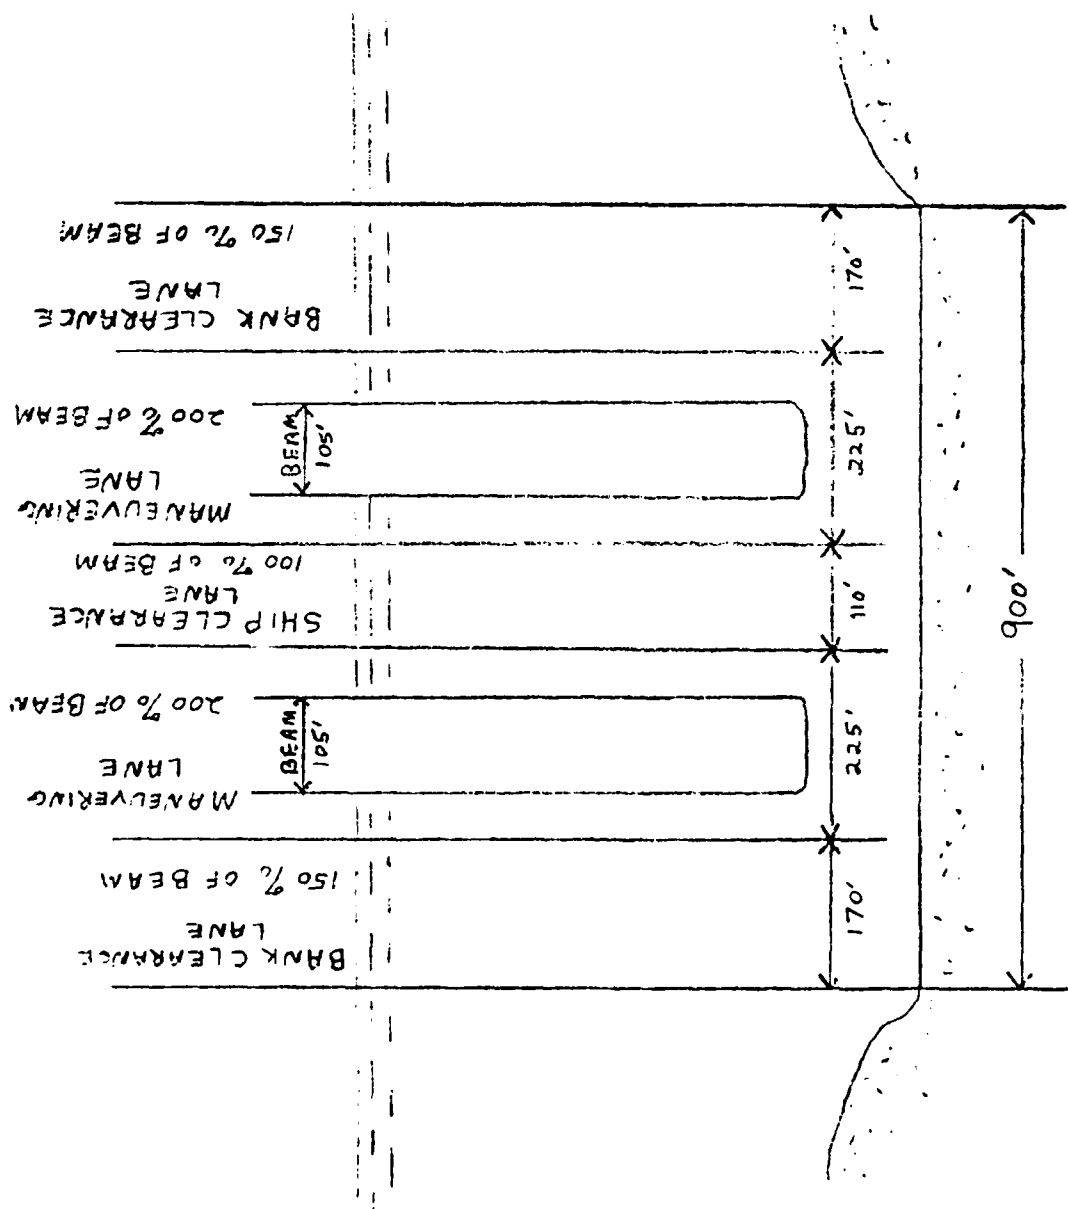 BANK CLEARANCE
LANE
150 % OF BEAM
MANEUVERING
LANE
200 % OF BEAM
SHIP CLEARANCE
LANE
100 % OF BEAM
MANEUVERING
LANE
200 % OF BEAM
BANK CLEARANCE
LANE
150 % OF BEAM
BEAM
105'
BEAM
105'
170'
225'
110'
225'
170'
900'